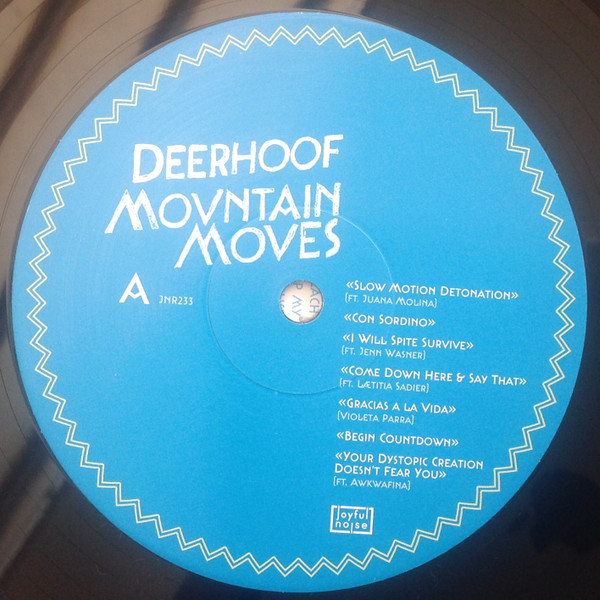 DEERHOOF
MOVNTAIN
MOVES
A JNR233
«SLOW MOTION DETONATION»
(FT. JUANA MOLINA)
«CON SORDINO»
«I WILL SPITE SURVIVE»
(FT. JENN WASNER)
«COME DOWN HERE & SAY THAT»
(FT. LÆTITIA SADIER)
«GRACIAS A LA VIDA»
(VIOLETA PARRA)
«BEGIN COUNTDOWN»
«YOUR DYSTOPIC CREATION
DOESN'T FEAR YOU»
(FT. AWKWAFINA)
joyful
noise